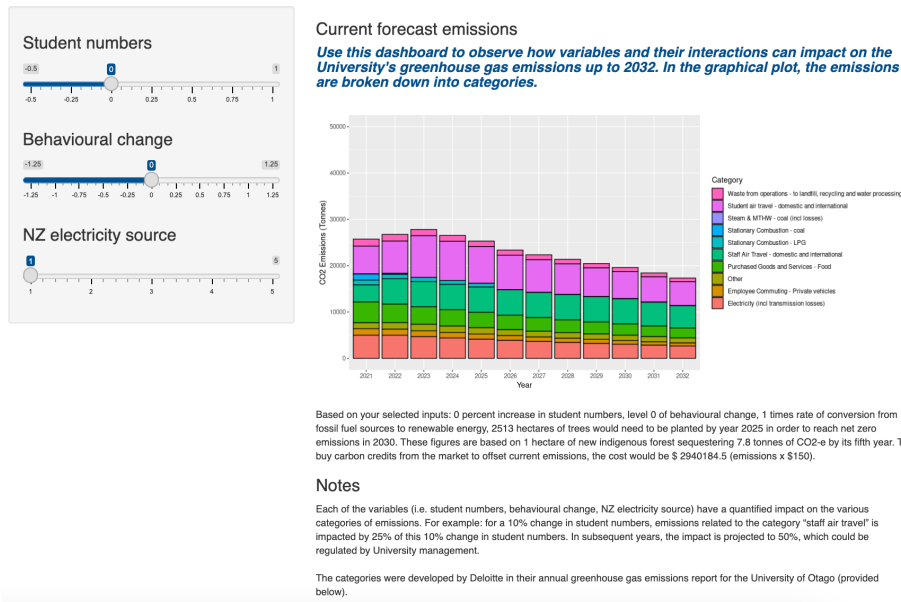 Student numbers
-0.5 0 1
-0.5 -0.25 0 0.25 0.5 0.75 1
Behavioural change
-1.25 0 1.25
-1.25 -1 -0.75 -0.5 -0.25 0 0.25 0.5 0.75 1 1.25
NZ electricity source
1 5
1 2 3 4 5
Current forecast emissions
Use this dashboard to observe how variables and their interactions can impact on the
University's greenhouse gas emissions up to 2032. In the graphical plot, the emissions
are broken down into categories.
CO2 Emissions (Tonnes)
50000
40000
30000
20000
10000
0
2021 2022 2023 2024 2025 2026 2027 2028 2029 2030 2031 2032
Year
Category
Waste from operations - to landfill, recycling and water processing
Student air travel - domestic and international
Steam & MTHW - coal (incl losses)
Stationary Combustion - coal
Stationary Combustion - LPG
Staff Air Travel - domestic and international
Purchased Goods and Services - Food
Other
Employee Commuting - Private vehicles
Electricity (incl transmission losses)
Based on your selected inputs: 0 percent increase in student numbers, level 0 of behavioural change, 1 times rate of conversion from
fossil fuel sources to renewable energy, 2513 hectares of trees would need to be planted by year 2025 in order to reach net zero
emissions in 2030. These figures are based on 1 hectare of new indigenous forest sequestering 7.8 tonnes of CO2-e by its fifth year.
buy carbon credits from the market to offset current emissions, the cost would be $ 2940184.5 (emissions x $150).
Notes
Each of the variables (i.e. student numbers, behavioural change, NZ electricity source) have a quantified impact on the various
categories of emissions. For example: for a 10% change in student numbers, emissions related to the category “staff air travel” is
impacted by 25% of this 10% change in student numbers. In subsequent years, the impact is projected to 50%, which could be
regulated by University management.
The categories were developed by Deloitte in their annual greenhouse gas emissions report for the University of Otago (provided
below).